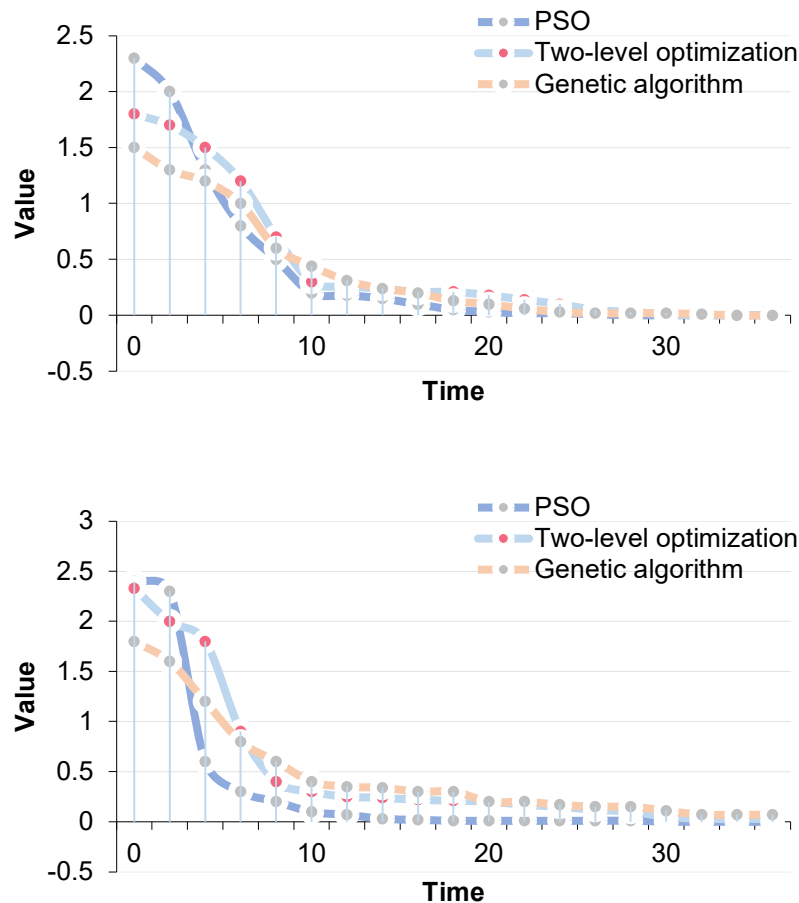 PSO
Two-level optimization
Genetic algorithm
2.5
2
1.5
1
0.5
0
-0.5
Value
0 10 20 30
Time
PSO
Two-level optimization
Genetic algorithm
3
2.5
2
1.5
1
0.5
0
-0.5
Value
0 10 20 30
Time